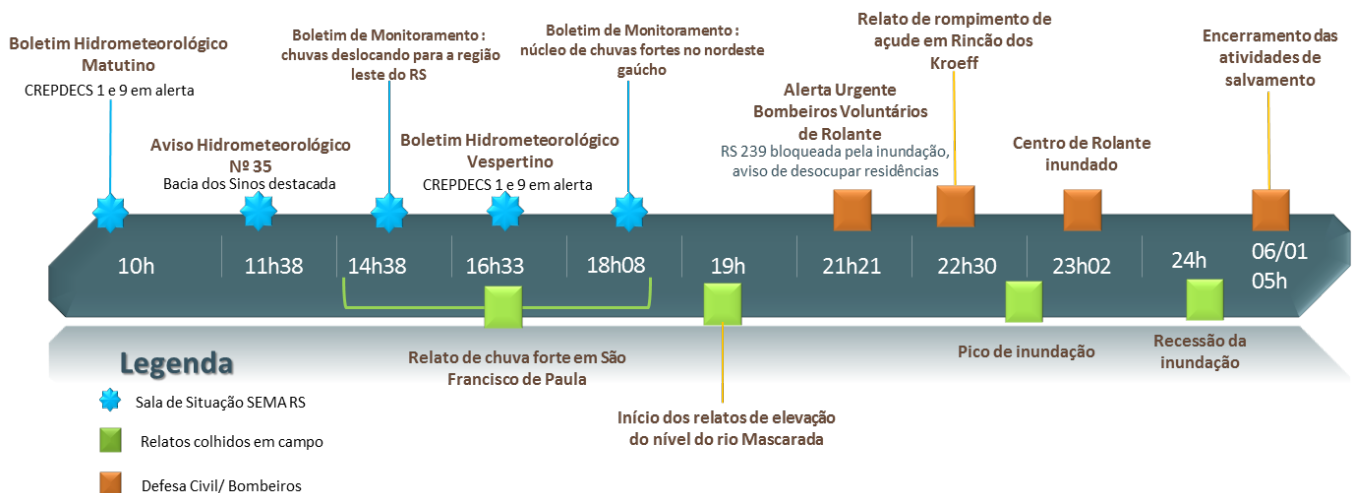 Boletim Hidrometeorológico
Matutino
CREPDECS 1 e 9 em alerta
Aviso Hidrometeorológico
Nº 35
Bacia dos Sinos destacada
Boletim de Monitoramento :
chuvas deslocando para a região
leste do RS
Boletim Hidrometeorológico
Vespertino
CREPDECS 1 e 9 em alerta
Boletim de Monitoramento :
núcleo de chuvas fortes no nordeste
gaúcho
Alerta Urgente
Bombeiros Voluntários
de Rolante
RS 239 bloqueada pela inundação,
aviso de desocupar residências
Relato de rompimento de
açude em Rincão dos
Kroeff
Centro de Rolante
inundado
Encerramento das
atividades de
salvamento
10h
11h38
14h38
16h33
18h08
19h
21h21
22h30
23h02
24h
06/01
05h
Relato de chuva forte em São
Francisco de Paula
Início dos relatos de elevação
do nível do rio Mascarada
Pico de inundação
Recessão da
inundação
Legenda
Sala de Situação SEMA RS
Relatos colhidos em campo
Defesa Civil/ Bombeiros